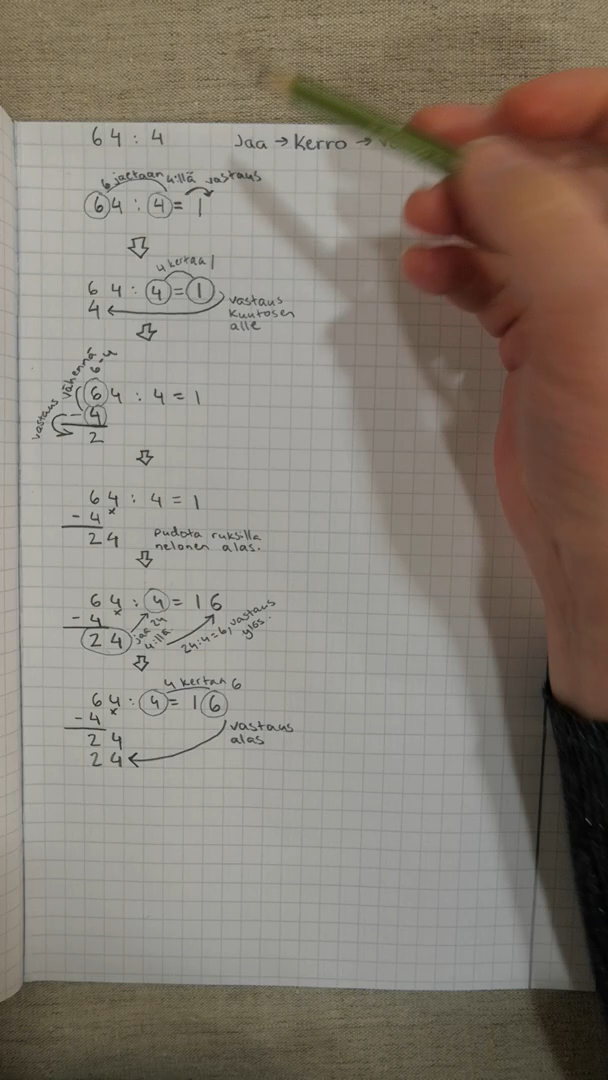 64 : 4
Jaa → Kerro →
6 jaetaan 4:llä vastaus
64 : 4 = 1
4 kertaa 1
64 : 4 = 1
4
vastaus
kuutosen
alle
vähennä
6-4
vastaus
64 : 4 = 1
- 4
2
64 : 4 = 1
- 4 x
24
pudota ruksilla
nelonen alas.
64 : 4 = 16
- 4 x
24
jaa 24
4:llä
24:4=6, vastaus
ylös.
4 kertaa 6
64 : 4 = 16
- 4 x
24
24
vastaus
alas